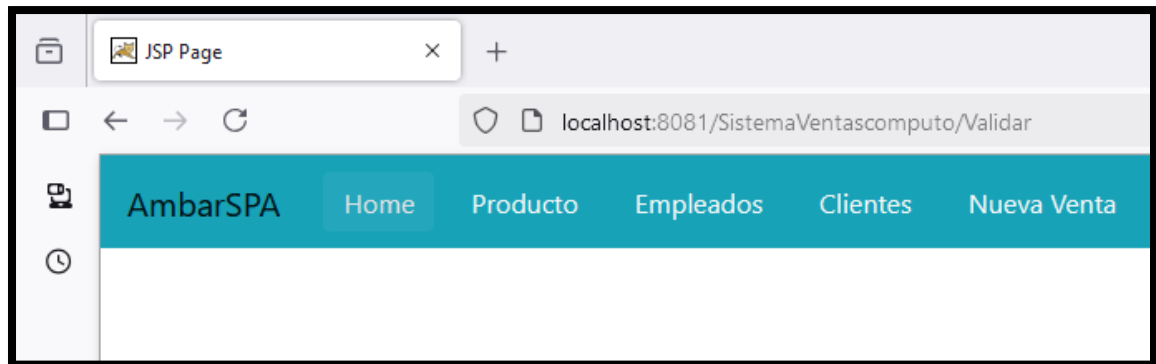 JSP Page
localhost:8081/SistemaVentascomputo/Validar
AmbarSPA Home Producto Empleados Clientes Nueva Venta